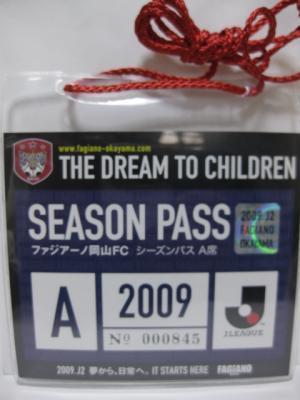 www.fagiano-okayama.com
THE DREAM TO CHILDREN
SEASON PASS
2009.J2
FAGIANO
OKAYAMA
ファジアーノ岡山FC シーズンパス A席
A
2009
No 000845
J.LEAGUE
2009.J2 夢から、日常へ。IT STARTS HERE
FAGIANO